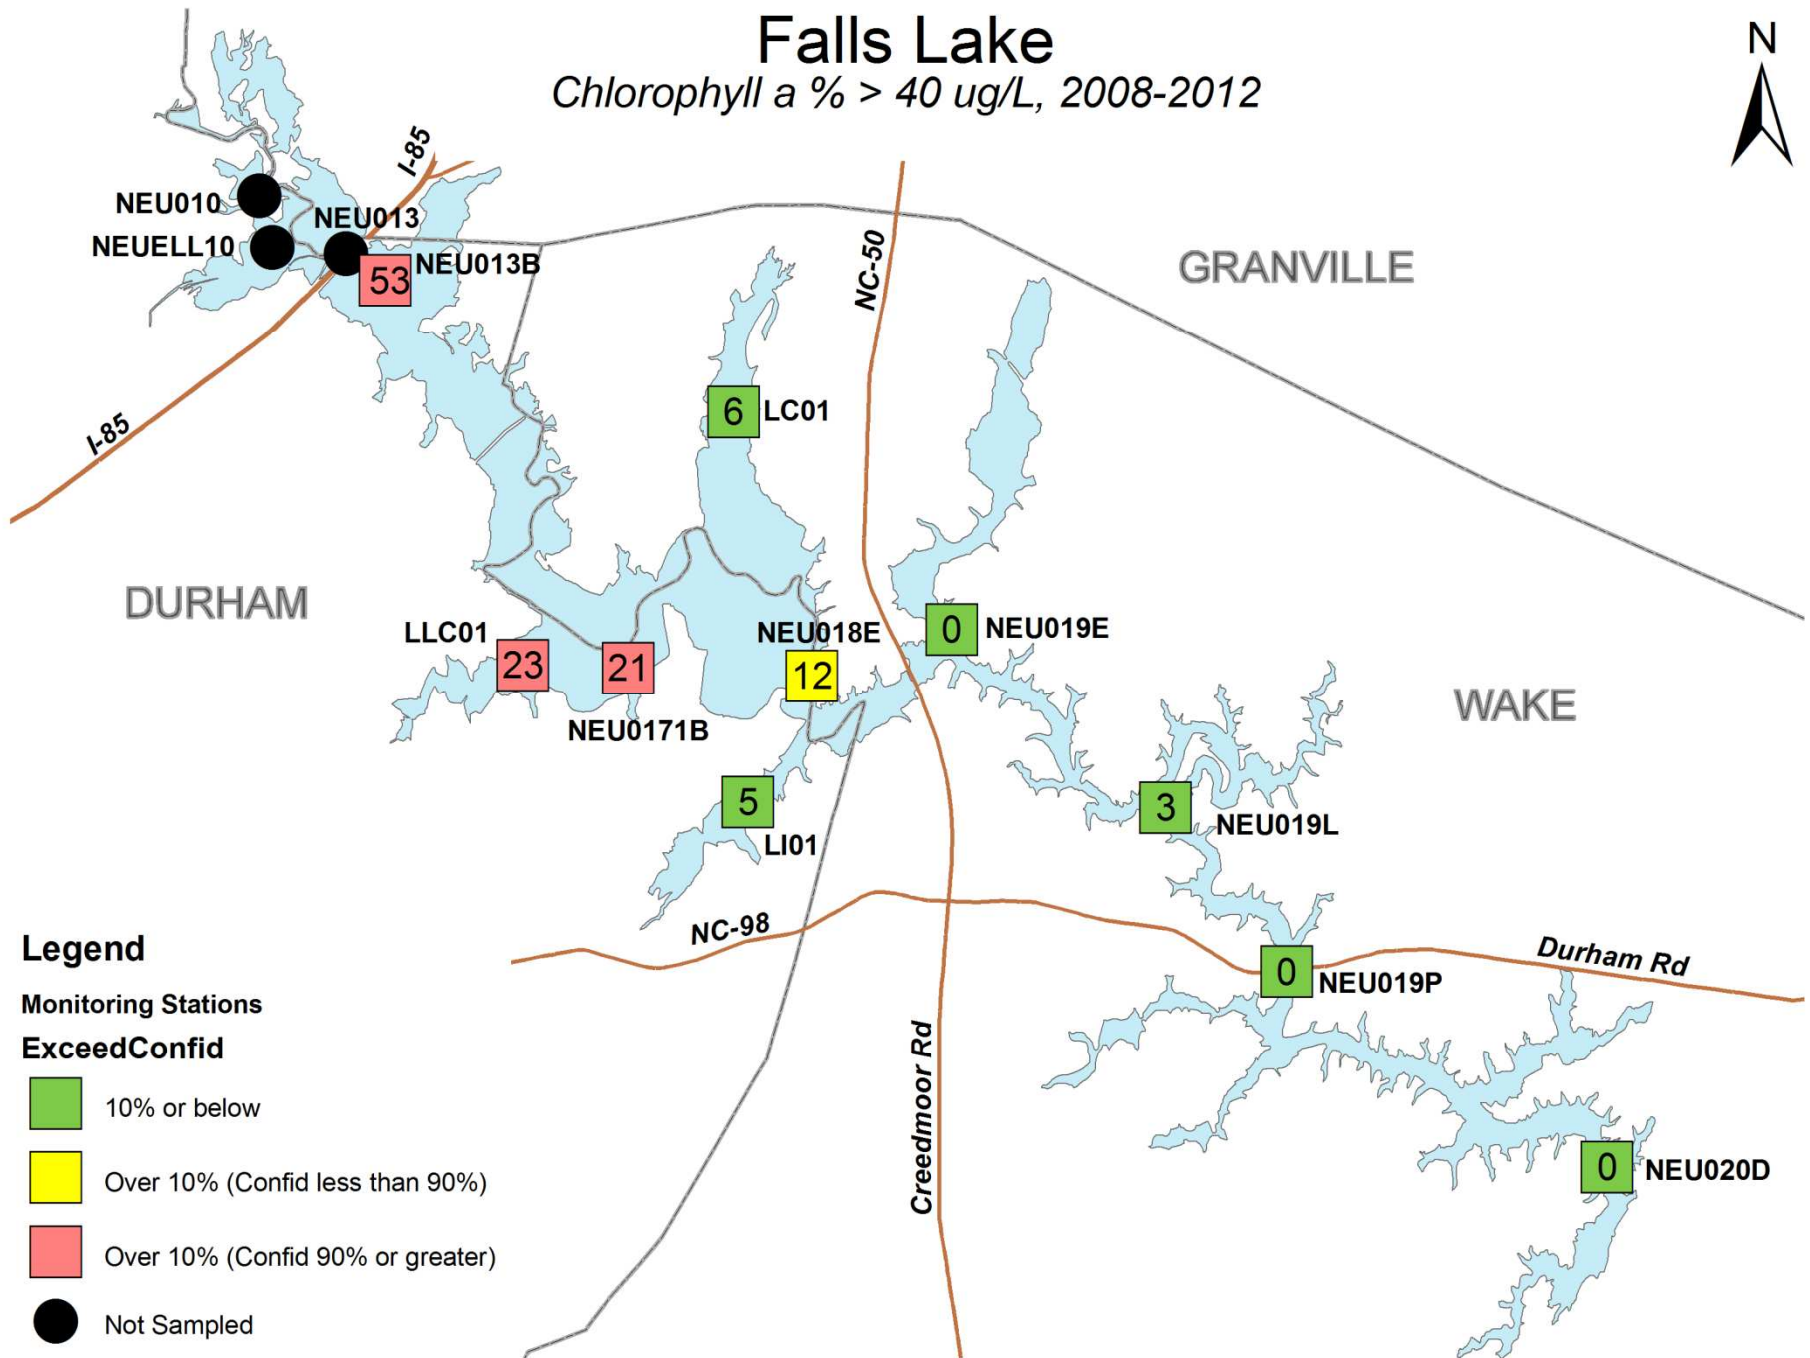 Falls Lake
Chlorophyll a % > 40 ug/L, 2008-2012
N
I-85
NEU010
NEU013
NEUELL10
NEU013B
53
NC-50
GRANVILLE
6
LC01
I-85
DURHAM
LLC01
NEU018E
0
NEU019E
23
21
12
NEU0171B
WAKE
5
LI01
3
NEU019L
NC-98
Durham Rd
0
NEU019P
Creedmoor Rd
0
NEU020D
Legend
Monitoring Stations
ExceedConfid
10% or below
Over 10% (Confid less than 90%)
Over 10% (Confid 90% or greater)
Not Sampled